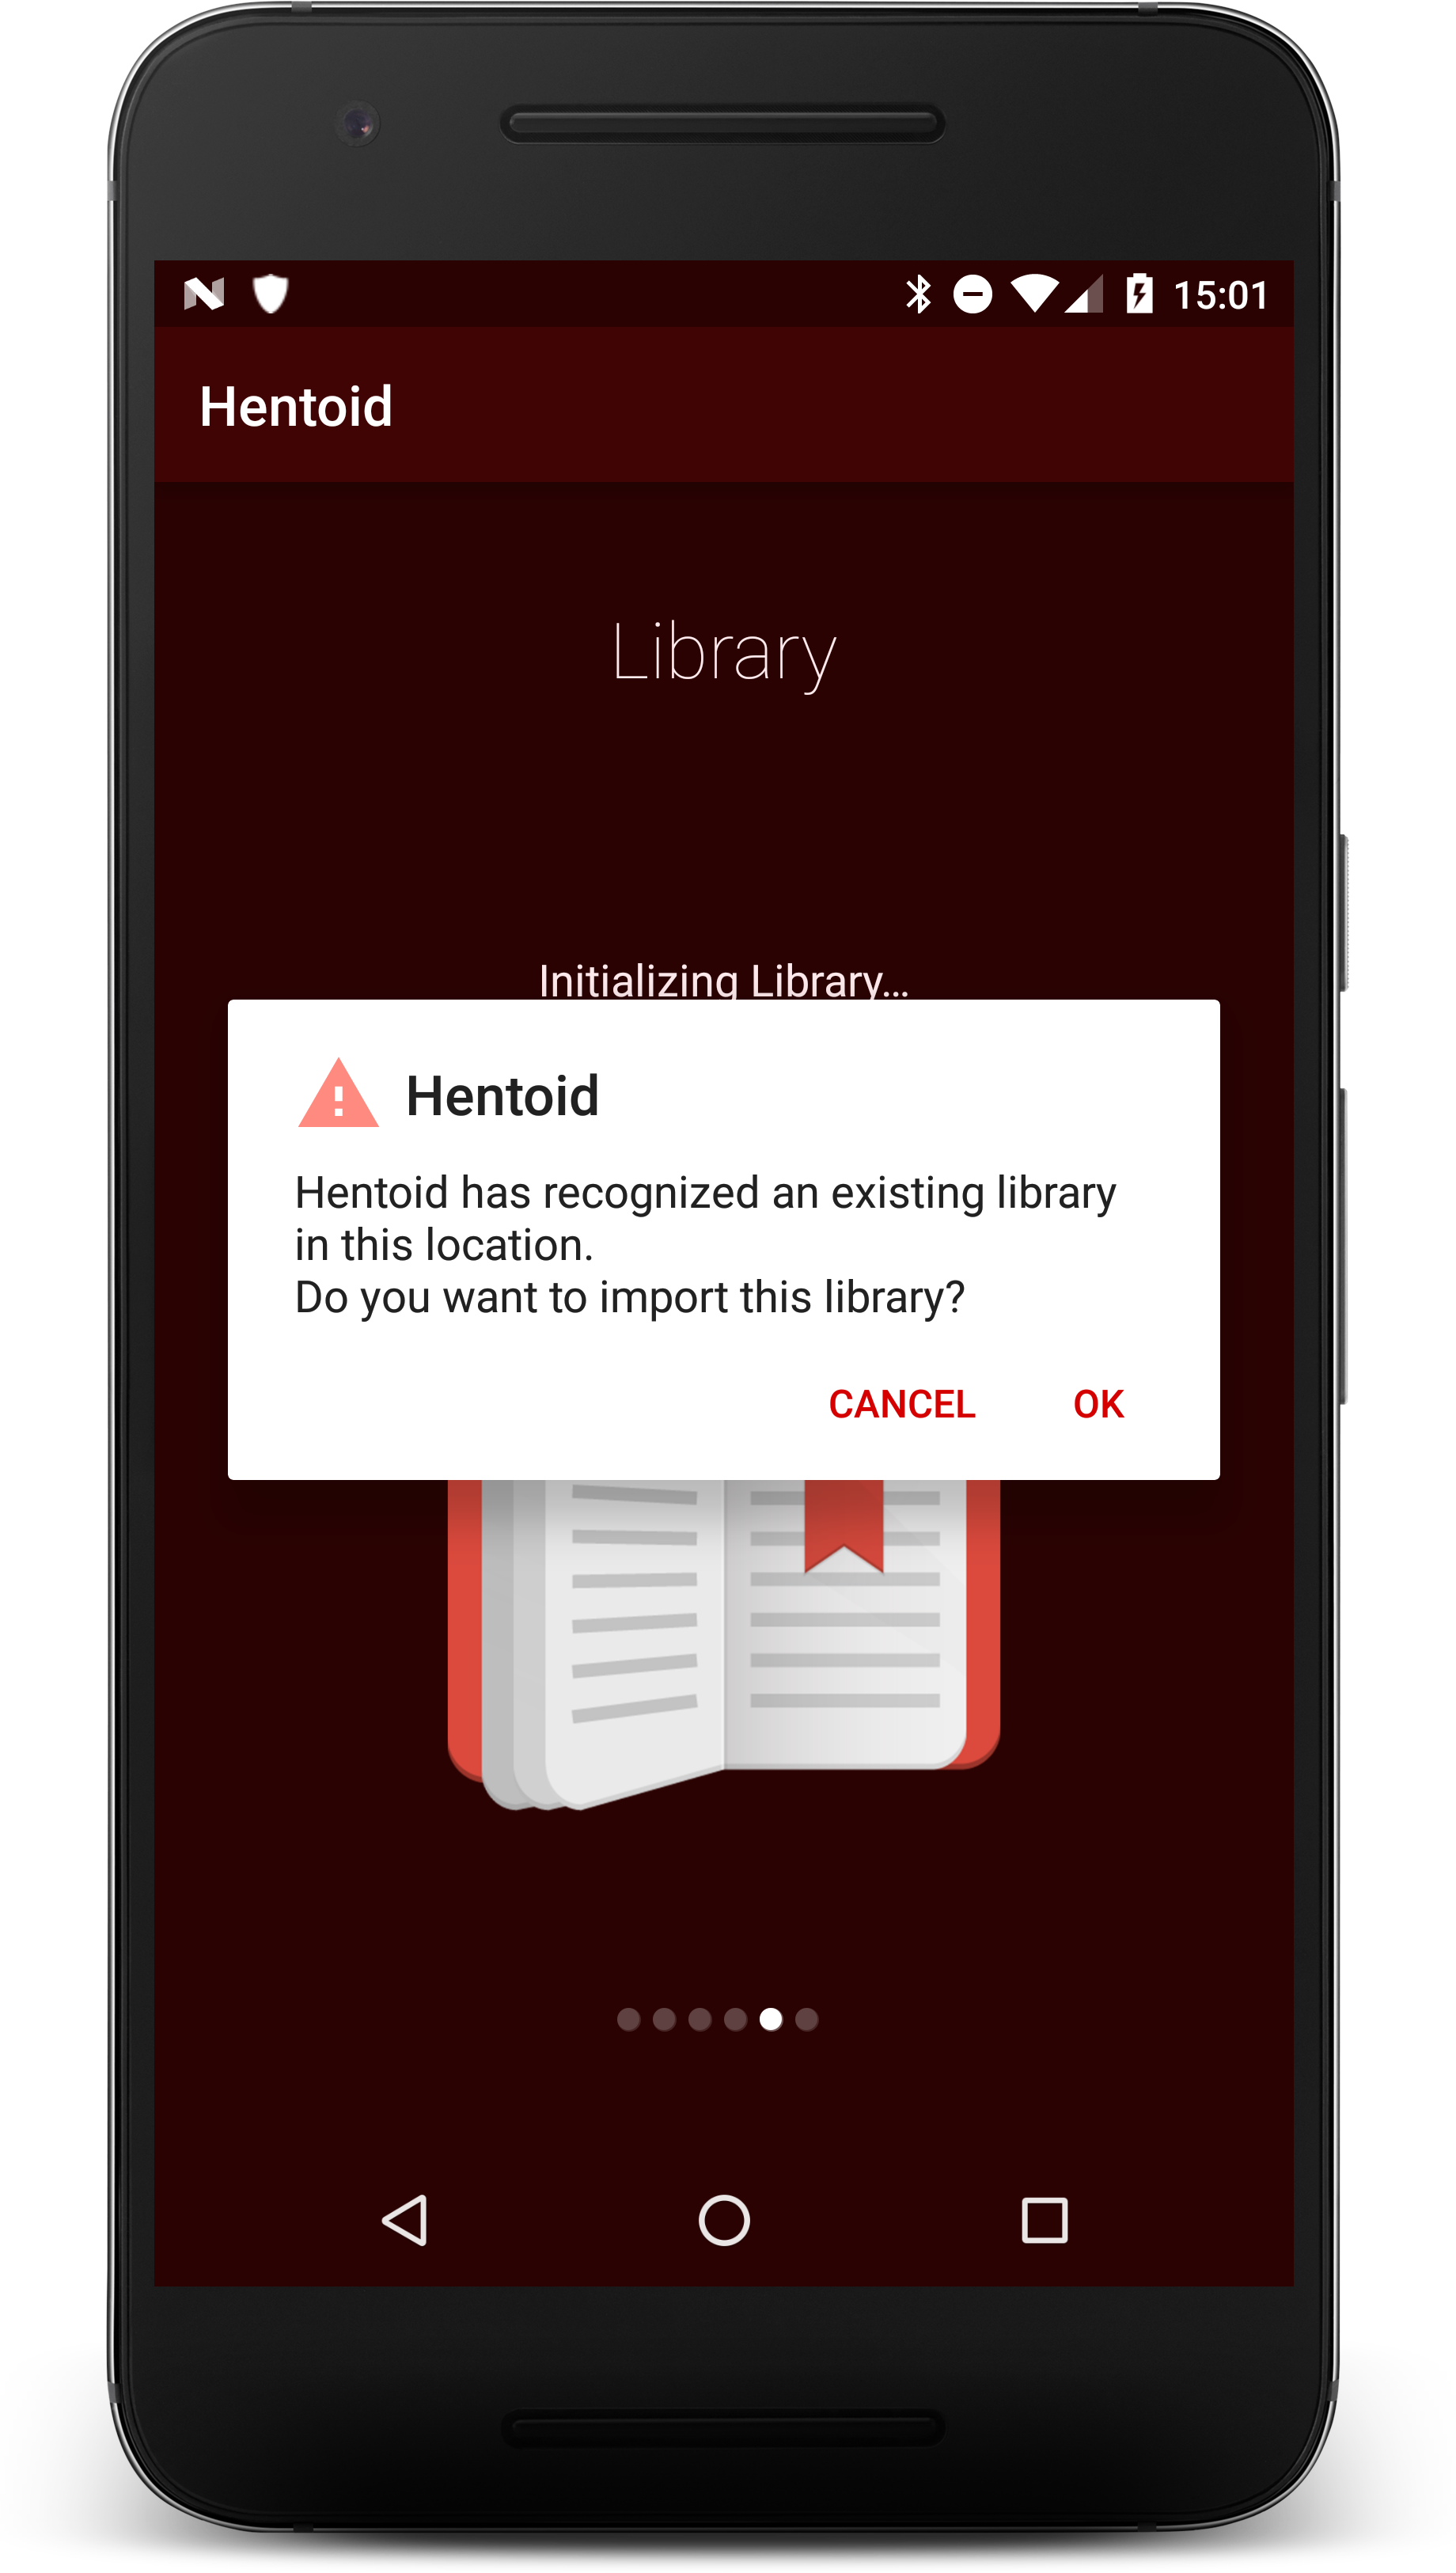 15:01
Hentoid
Library
Initializing Library...
Hentoid
Hentoid has recognized an existing library
in this location.
Do you want to import this library?
CANCEL OK